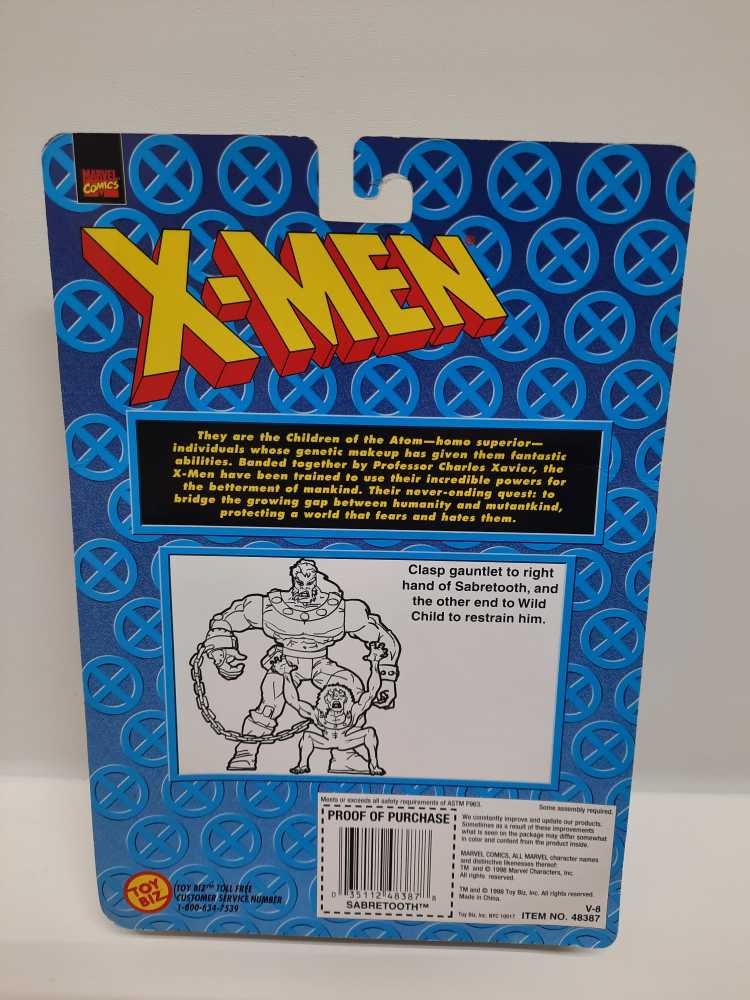 MARVEL
COMICS
X-MEN®
They are the Children of the Atom—homo superior—
individuals whose genetic makeup has given them fantastic
abilities. Banded together by Professor Charles Xavier, the
X-Men have been trained to use their incredible powers for
the betterment of mankind. Their never-ending quest: to
bridge the growing gap between humanity and mutantkind,
protecting a world that fears and hates them.
Clasp gauntlet to right
hand of Sabretooth, and
the other end to Wild
Child to restrain him.
Meets or exceeds all safety requirements of ASTM F963.
Some assembly required.
PROOF OF PURCHASE
0 35112 48387 8
SABRETOOTH™
We constantly improve and update our products.
Sometimes as a result of these improvements
what is seen on the package may differ somewhat
in color and content from the product inside.
MARVEL COMICS, ALL MARVEL character names
and distinctive likenesses thereof:
TM and © 1998 Marvel Characters, Inc.
All rights reserved.
TM and © 1998 Toy Biz, Inc. All rights reserved.
Made in China.
V-8
Toy Biz, Inc. NYC 10017 ITEM NO. 48387
TOY
BIZ
TOY BIZ™ TOLL FREE
CUSTOMER SERVICE NUMBER
1-800-634-7539